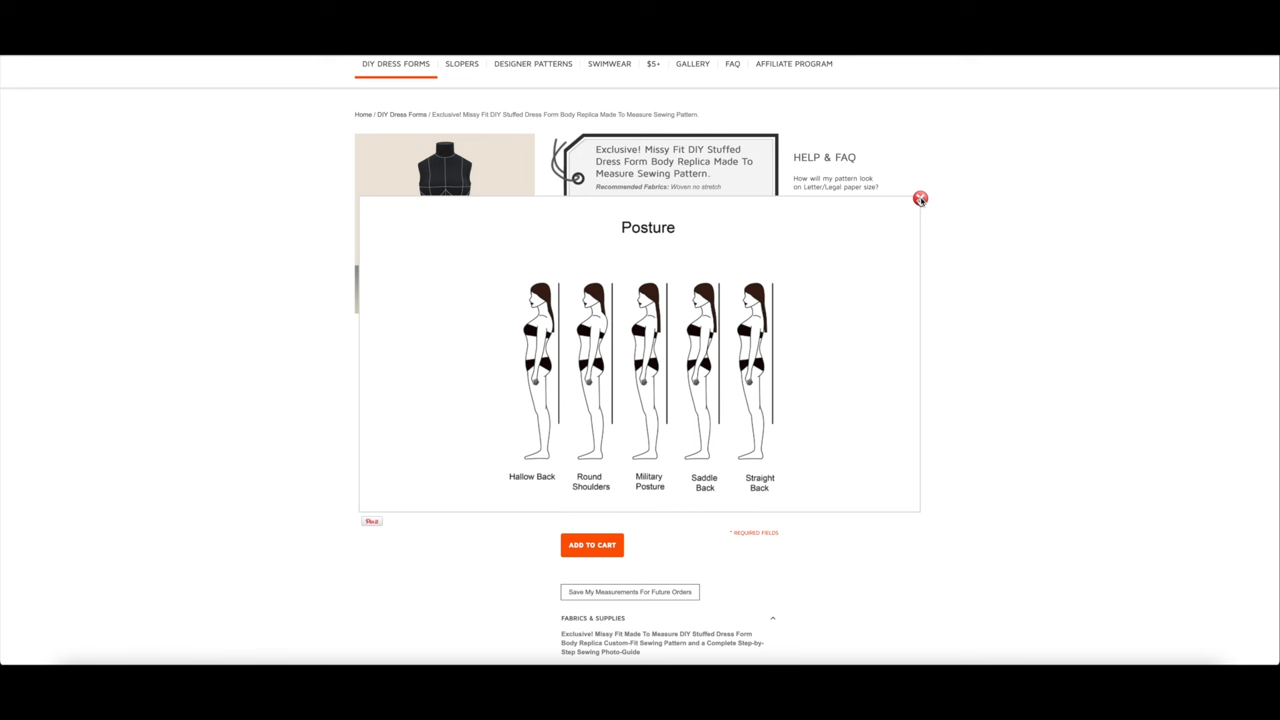 DIY DRESS FORMS SLOPERS DESIGNER PATTERNS SWIMWEAR $5+ GALLERY FAQ AFFILIATE PROGRAM
Home / DIY Dress Forms / Exclusive! Missy Fit DIY Stuffed Dress Form Body Replica Made To Measure Sewing Pattern.
Exclusive! Missy Fit DIY Stuffed
Dress Form Body Replica Made To
Measure Sewing Pattern.
Recommended Fabrics: Woven no stretch
HELP & FAQ
How will my pattern look
on Letter/Legal paper size?
Posture
Hallow Back
Round
Shoulders
Military
Posture
Saddle
Back
Straight
Back
Pin it
* REQUIRED FIELDS
ADD TO CART
Save My Measurements For Future Orders
FABRICS & SUPPLIES
Exclusive! Missy Fit Made To Measure DIY Stuffed Dress Form
Body Replica Custom-Fit Sewing Pattern and a Complete Step-by-
Step Sewing Photo-Guide